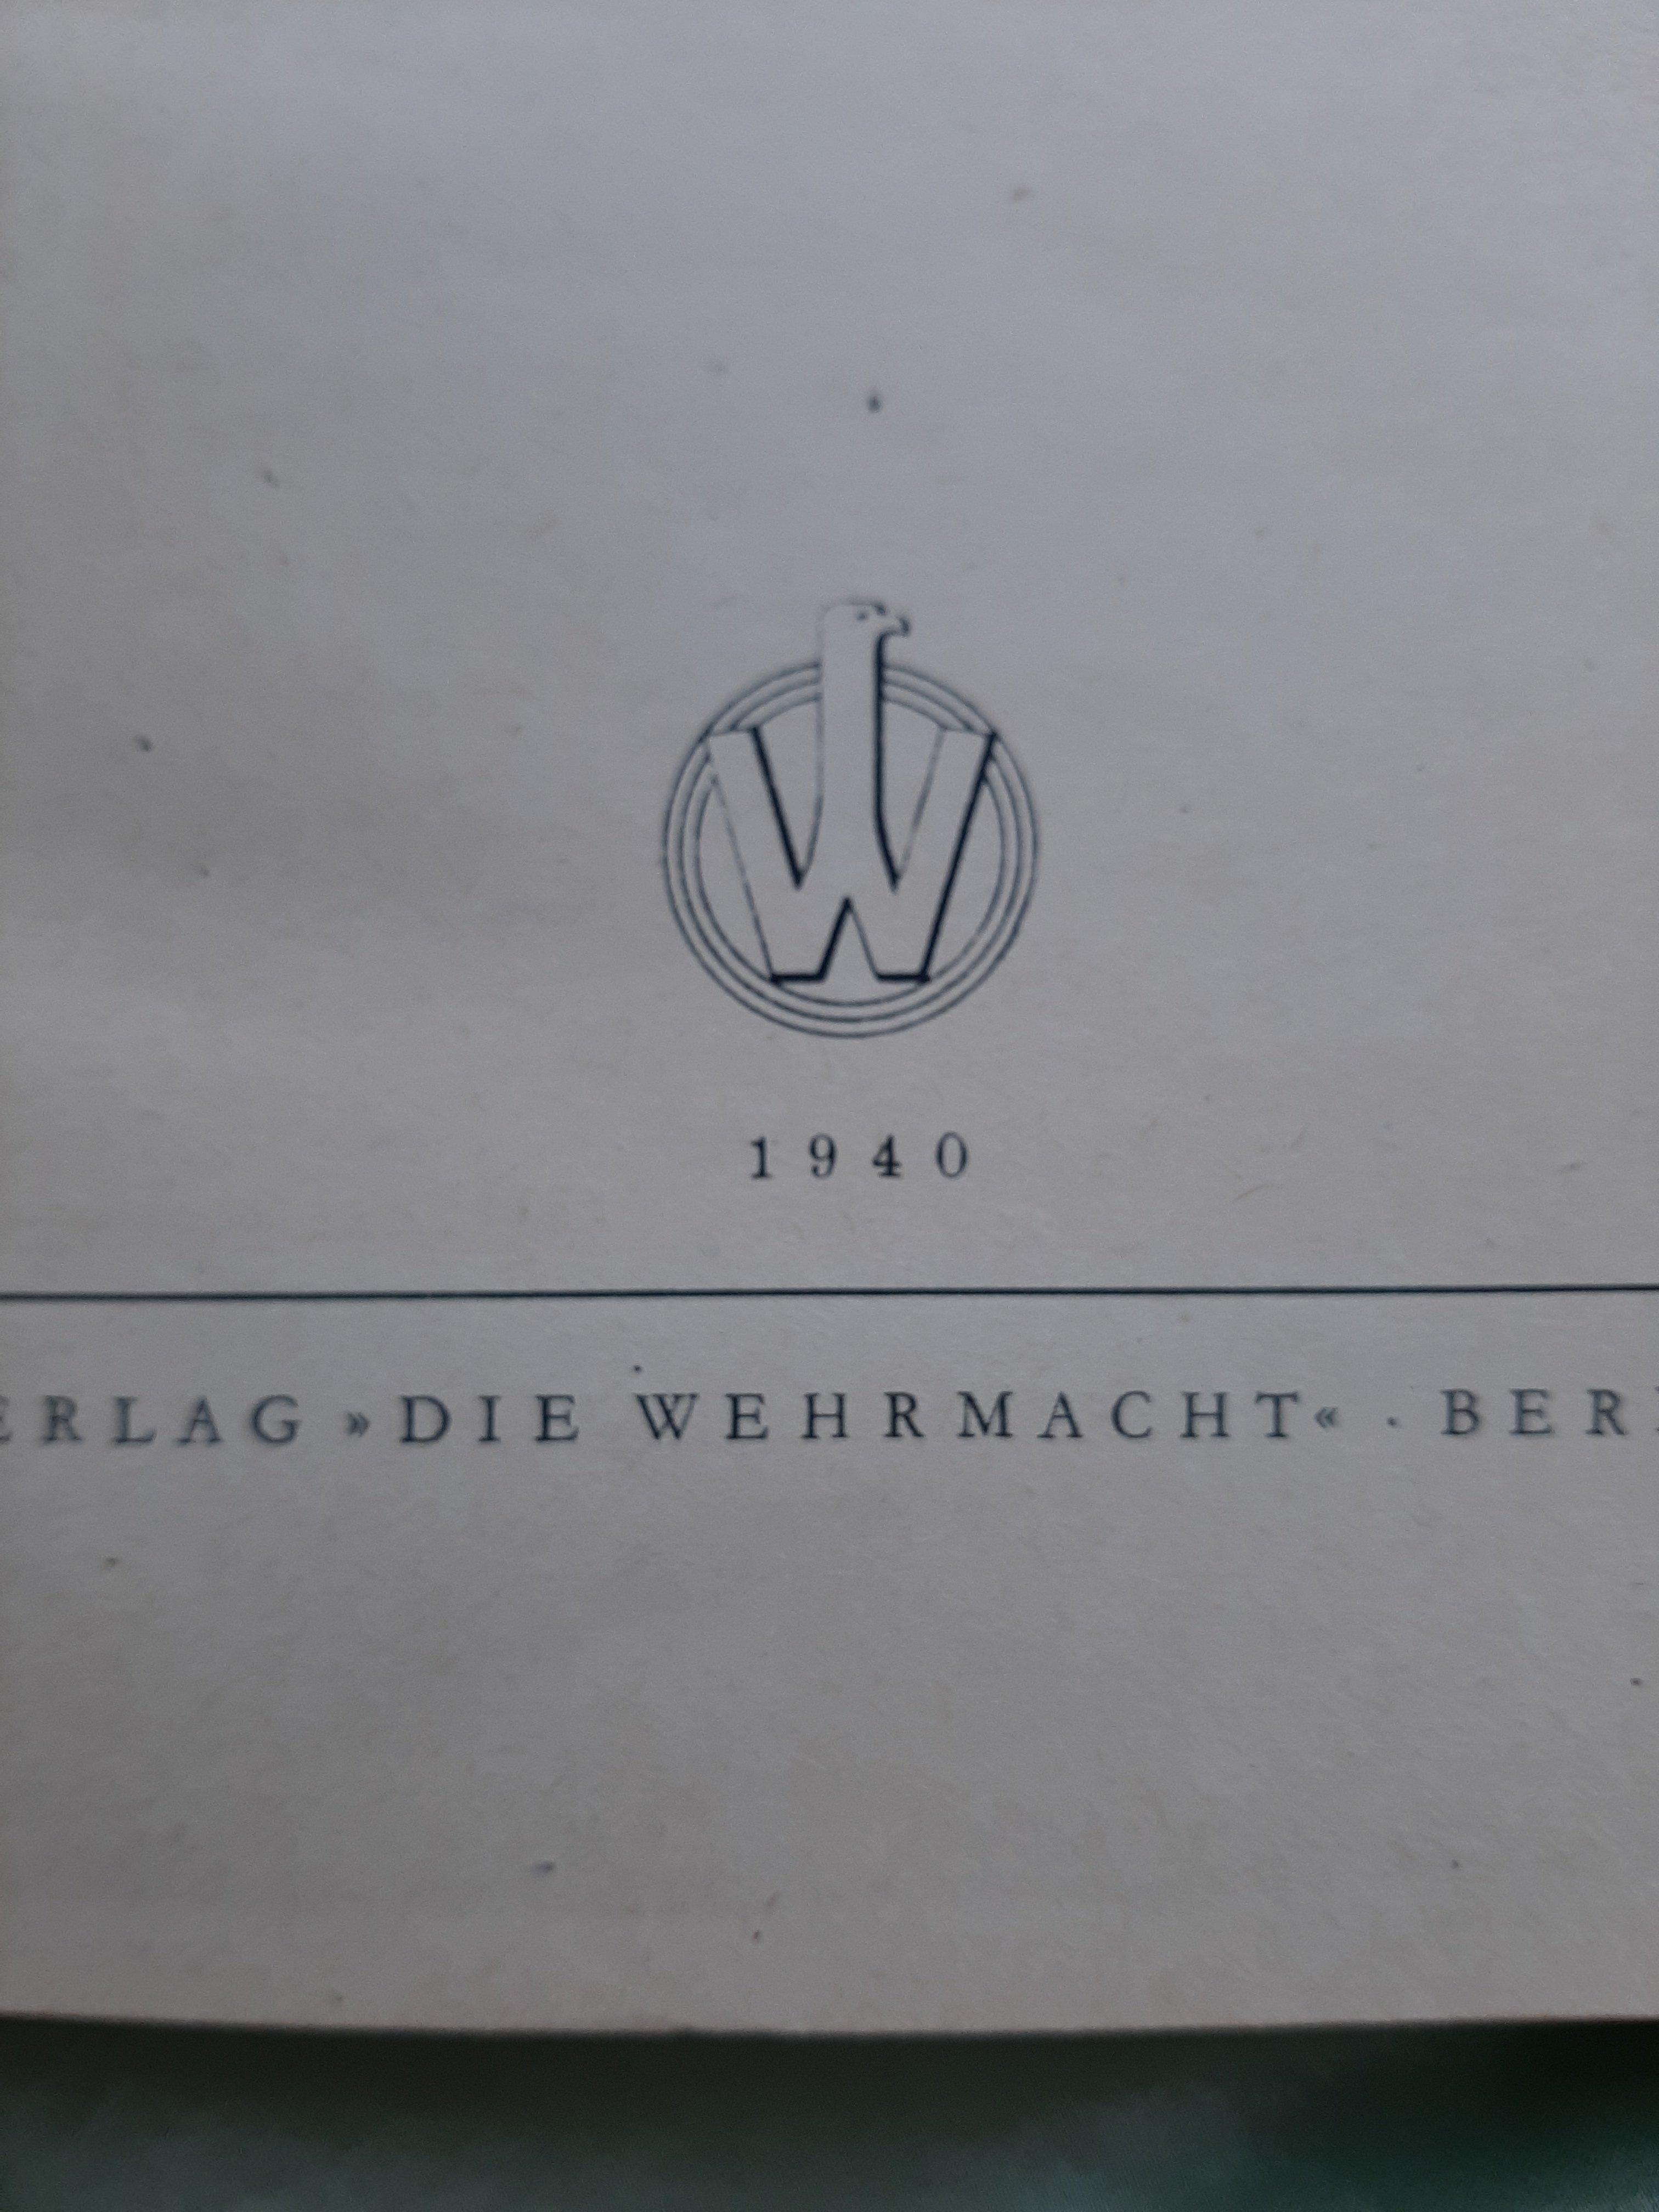 W
1940
ERLAG »DIE WEHRMACHT« · BER